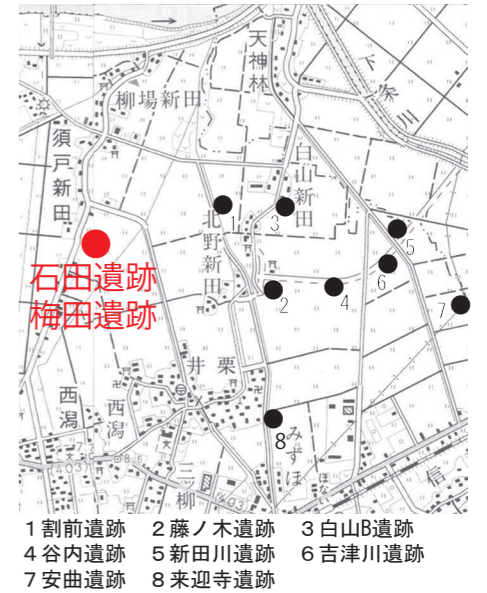 天神林
下条川
柳場新田
須戸新田
白山新田
北野新田
1
3
5
6
2
4
7
石田遺跡
梅田遺跡
井栗
西潟
西潟
8
みずほ
三柳
信
(403)
(403)
1割前遺跡 2藤ノ木遺跡 3白山B遺跡
4谷内遺跡 5新田川遺跡 6吉津川遺跡
7安曲遺跡 8来迎寺遺跡